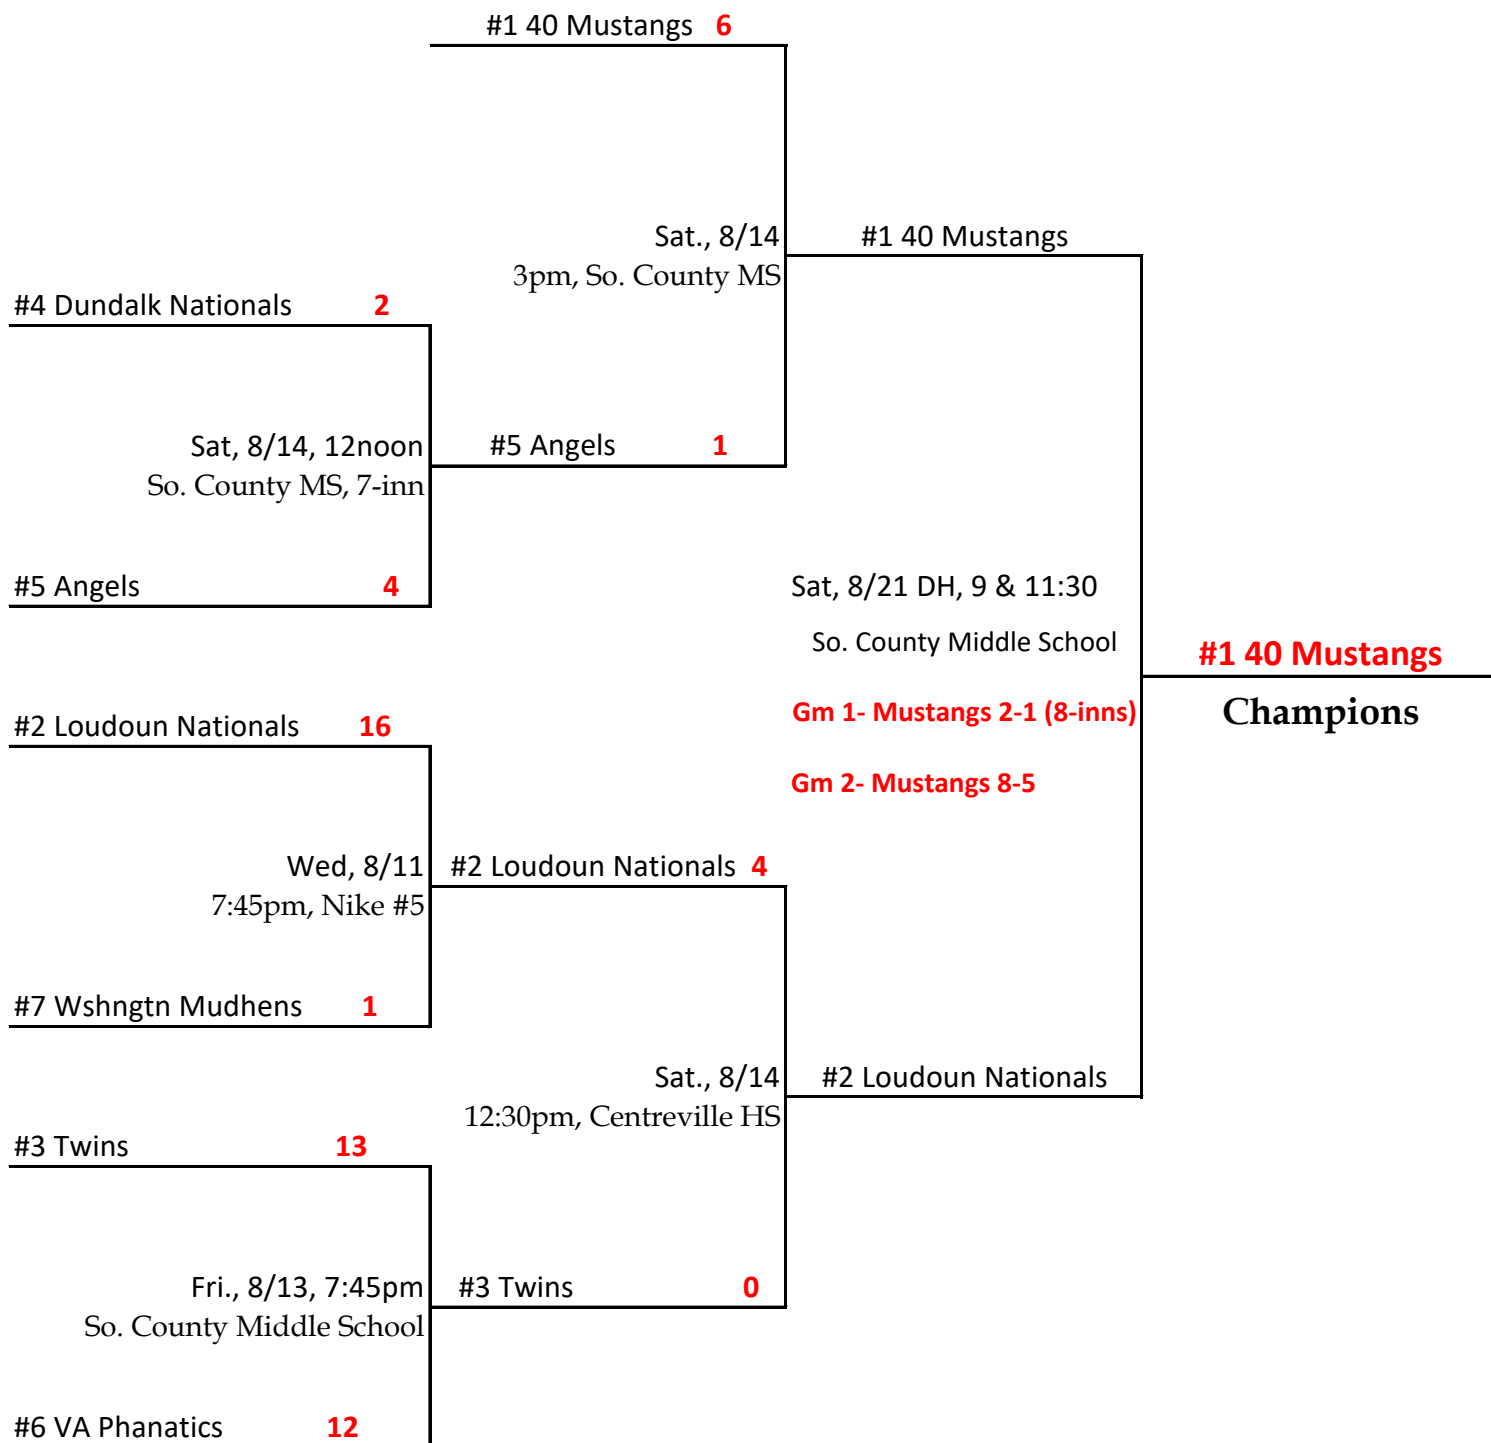 #1 40 Mustangs 6
Sat., 8/14
3pm, So. County MS
#1 40 Mustangs
#4 Dundalk Nationals 2
Sat, 8/14, 12noon
So. County MS, 7-inn
#5 Angels 1
#5 Angels 4
Sat, 8/21 DH, 9 & 11:30
So. County Middle School
#1 40 Mustangs
Champions
Gm 1- Mustangs 2-1 (8-inns)
Gm 2- Mustangs 8-5
#2 Loudoun Nationals 16
Wed, 8/11
7:45pm, Nike #5
#2 Loudoun Nationals 4
#7 Wshngtn Mudhens 1
Sat., 8/14
12:30pm, Centreville HS
#2 Loudoun Nationals
#3 Twins 13
Fri., 8/13, 7:45pm
So. County Middle School
#3 Twins 0
#6 VA Phanatics 12